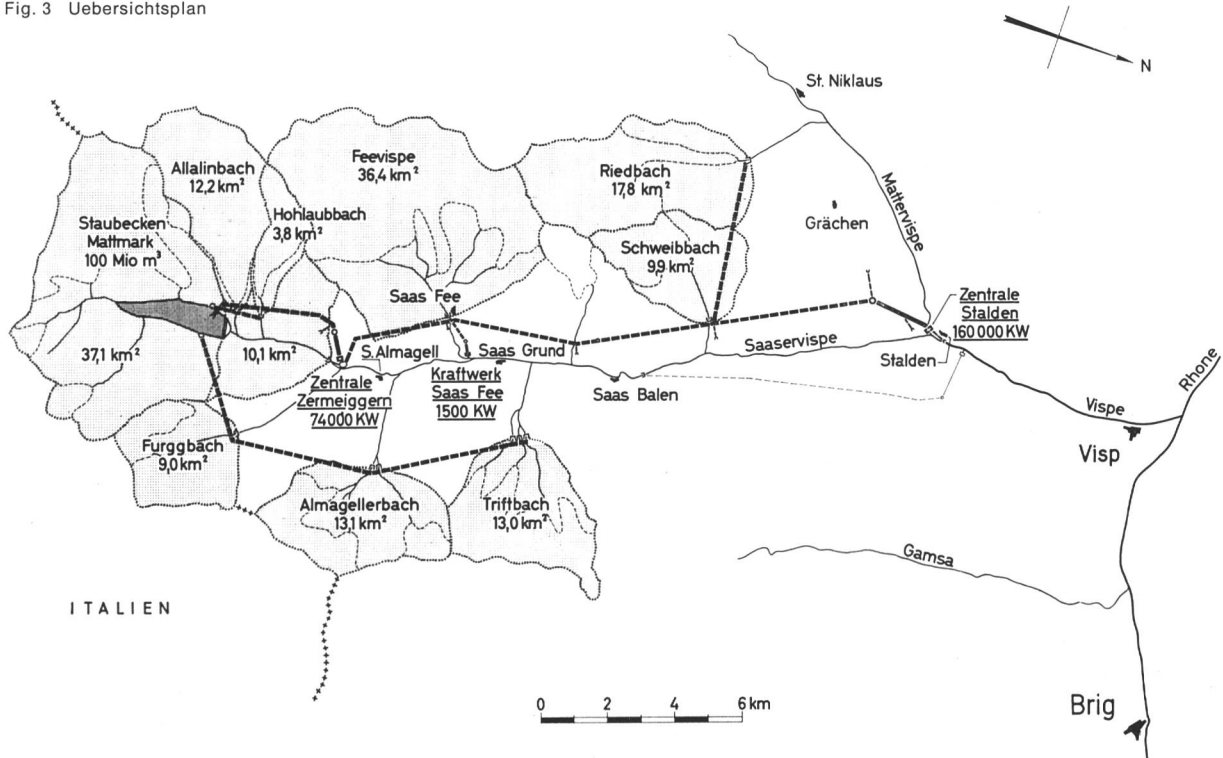 Fig. 3 Uebersichtsplan
N
St. Niklaus
Mattervispe
Grächen
Allalinbach
12,2 km²
Feevispe
36,4 km²
Riedbach
17,8 km²
Hohlaubbach
3,8 km²
Staubecken
Mattmark
100 Mio m³
Schweibbach
9,9 km²
Saas Fee
Zentrale
Stalden
160 000 KW
37,1 km²
10,1 km²
S. Almagell
Saas Grund
Saaservispe
Stalden
Zentrale
Zermeiggern
74000 KW
Kraftwerk
Saas Fee
1500 KW
Saas Balen
Rhone
Vispe
Visp
Furggbach
9,0 km²
Almagellerbach
13,1 km²
Triftbach
13,0 km²
Gamsa
ITALIEN
0 2 4 6 km
Brig